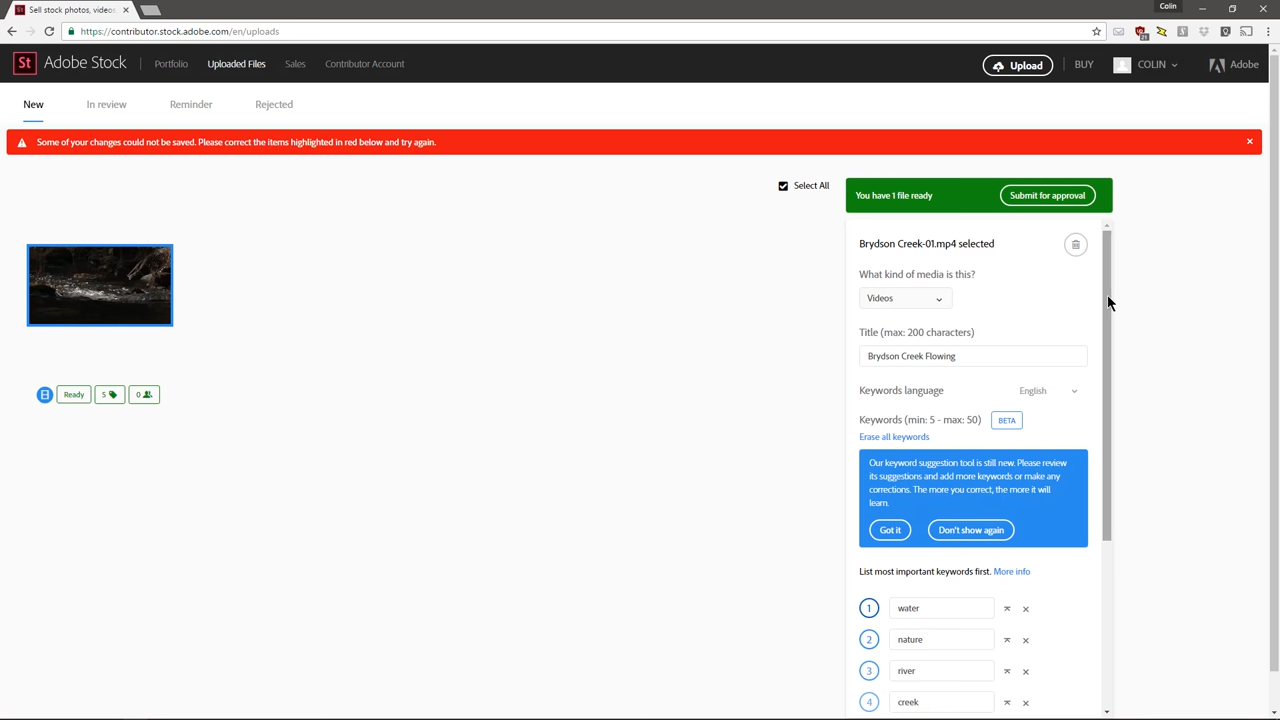 Colin
Sell stock photos, videos
https://contributor.stock.adobe.com/en/uploads
21
St Adobe Stock Portfolio Uploaded Files Sales Contributor Account Upload BUY COLIN Adobe
New In review Reminder Rejected
Some of your changes could not be saved. Please correct the items highlighted in red below and try again.
Select All
You have 1 file ready Submit for approval
Brydson Creek-01.mp4 selected
What kind of media is this?
Videos
Title (max: 200 characters)
Brydson Creek Flowing
Keywords language English
Ready 5 0
Keywords (min: 5 - max: 50) BETA
Erase all keywords
Our keyword suggestion tool is still new. Please review
its suggestions and add more keywords or make any
corrections. The more you correct, the more it will
learn.
Got it Don't show again
List most important keywords first. More info
1 water
2 nature
3 river
4 creek